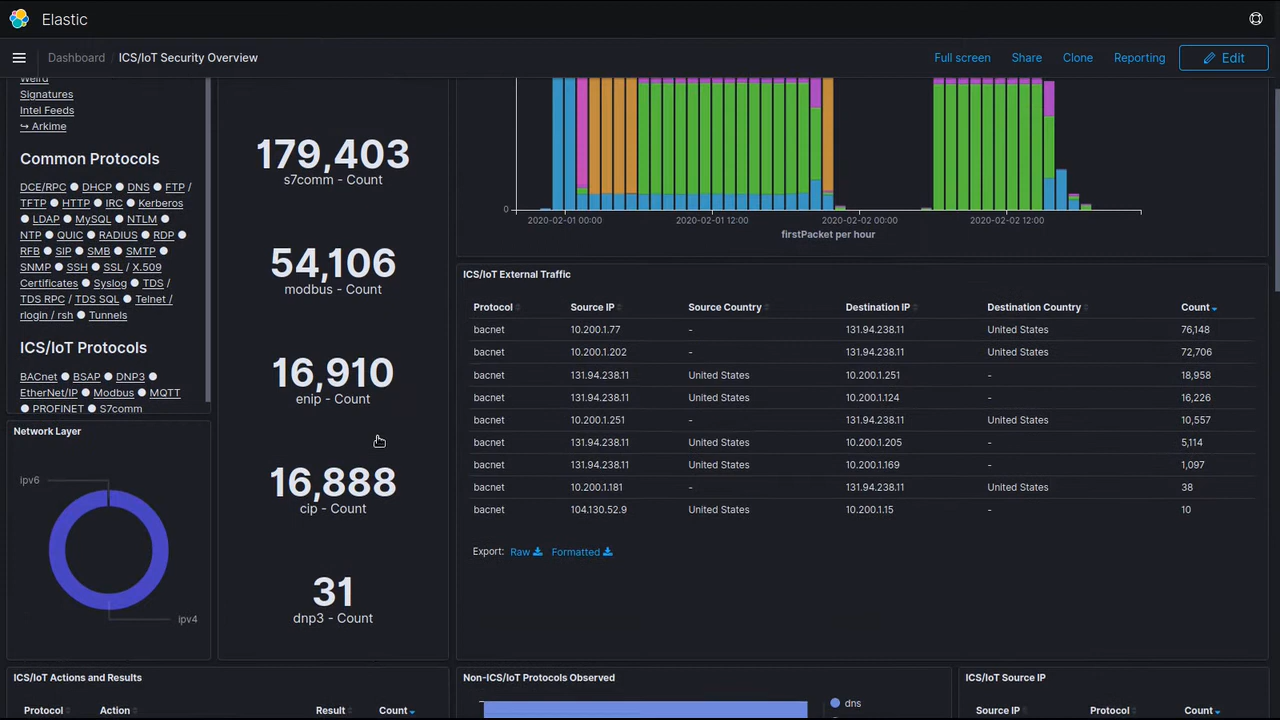 Elastic
Dashboard / ICS/IoT Security Overview
Full screen Share Clone Reporting Edit
Weird
Signatures
Intel Feeds
↪ Arkime
Common Protocols
DCE/RPC ● DHCP ● DNS ● FTP /
TFTP ● HTTP ● IRC ● Kerberos
● LDAP ● MySQL ● NTLM ●
NTP ● QUIC ● RADIUS ● RDP ●
RFB ● SIP ● SMB ● SMTP ●
SNMP ● SSH ● SSL / X.509
Certificates ● Syslog ● TDS /
TDS RPC / TDS SQL ● Telnet /
rlogin / rsh ● Tunnels
ICS/IoT Protocols
BACnet ● BSAP ● DNP3 ●
EtherNet/IP ● Modbus ● MQTT
● PROFINET ● S7comm
Network Layer
ipv6
ipv4
179,403
s7comm - Count
54,106
modbus - Count
16,910
enip - Count
16,888
cip - Count
31
dnp3 - Count
0
2020-02-01 00:00 2020-02-01 12:00 2020-02-02 00:00 2020-02-02 12:00
firstPacket per hour
ICS/IoT External Traffic
Protocol Source IP Source Country Destination IP Destination Country Count
bacnet 10.200.1.77 - 131.94.238.11 United States 76,148
bacnet 10.200.1.202 - 131.94.238.11 United States 72,706
bacnet 131.94.238.11 United States 10.200.1.251 - 18,958
bacnet 131.94.238.11 United States 10.200.1.124 - 16,226
bacnet 10.200.1.251 - 131.94.238.11 United States 10,557
bacnet 131.94.238.11 United States 10.200.1.205 - 5,114
bacnet 131.94.238.11 United States 10.200.1.169 - 1,097
bacnet 10.200.1.181 - 131.94.238.11 United States 38
bacnet 104.130.52.9 United States 10.200.1.15 - 10
Export: Raw Formatted
ICS/IoT Actions and Results
Protocol Action Result Count
Non-ICS/IoT Protocols Observed
dns
ICS/IoT Source IP
Source IP Protocol Count